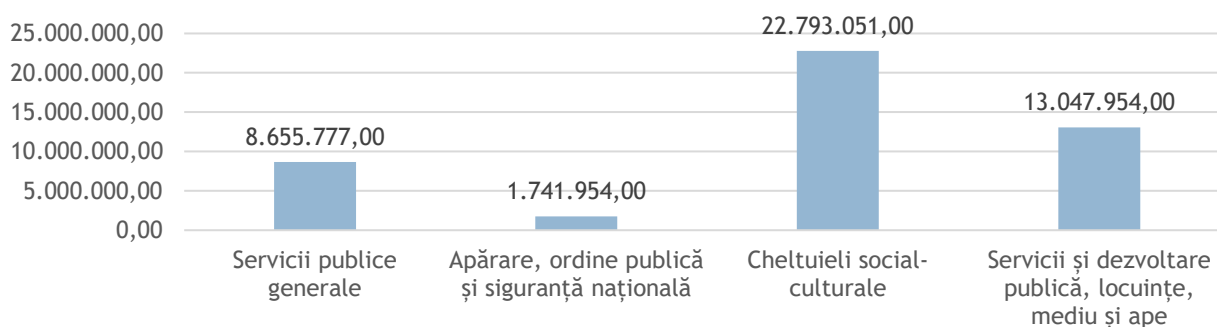 25.000.000,00
20.000.000,00
15.000.000,00
10.000.000,00
5.000.000,00
0,00
8.655.777,00
1.741.954,00
22.793.051,00
13.047.954,00
Servicii publice
generale
Apărare, ordine publică
și siguranță națională
Cheltuieli social-
culturale
Servicii și dezvoltare
publică, locuințe,
mediu și ape